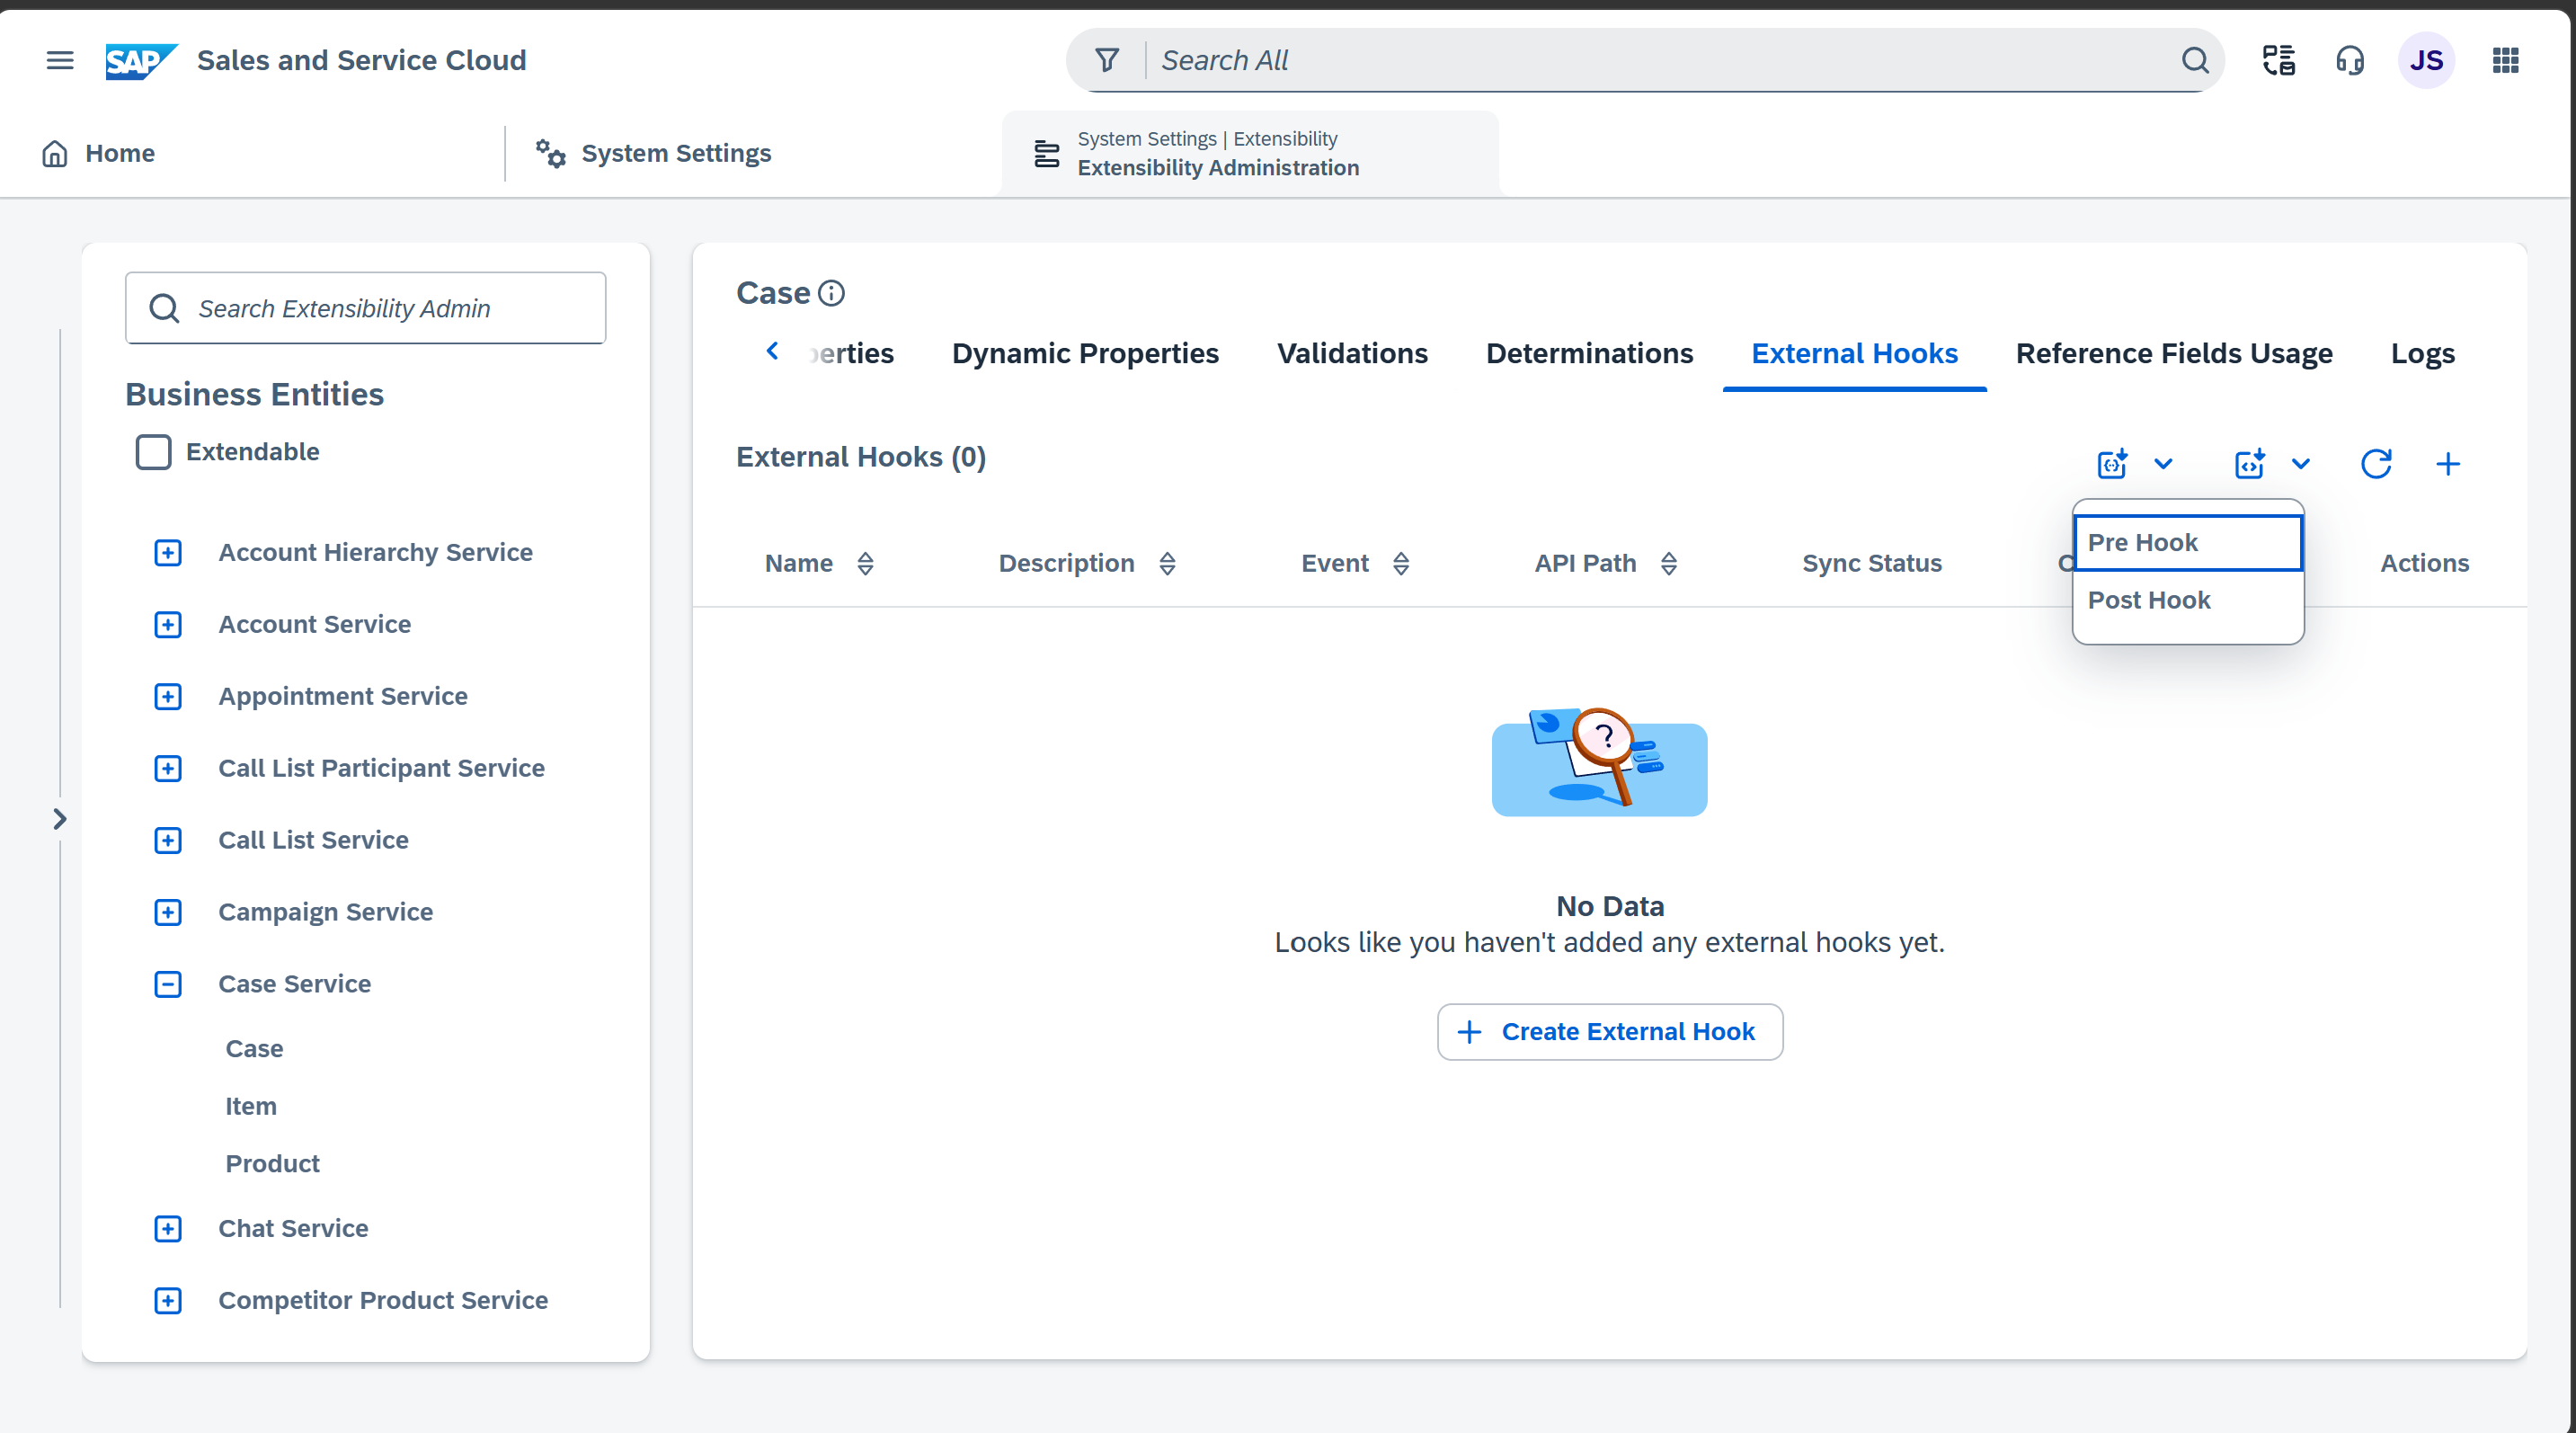 SAP Sales and Service Cloud
Search All
JS
Home
System Settings
System Settings | Extensibility
Extensibility Administration
Search Extensibility Admin
Business Entities
Extendable
Account Hierarchy Service
Account Service
Appointment Service
Call List Participant Service
Call List Service
Campaign Service
Case Service
Case
Item
Product
Chat Service
Competitor Product Service
Case
erties Dynamic Properties Validations Determinations External Hooks Reference Fields Usage Logs
External Hooks (0)
Pre Hook
Post Hook
Name Description Event API Path Sync Status Actions
?
No Data
Looks like you haven't added any external hooks yet.
Create External Hook